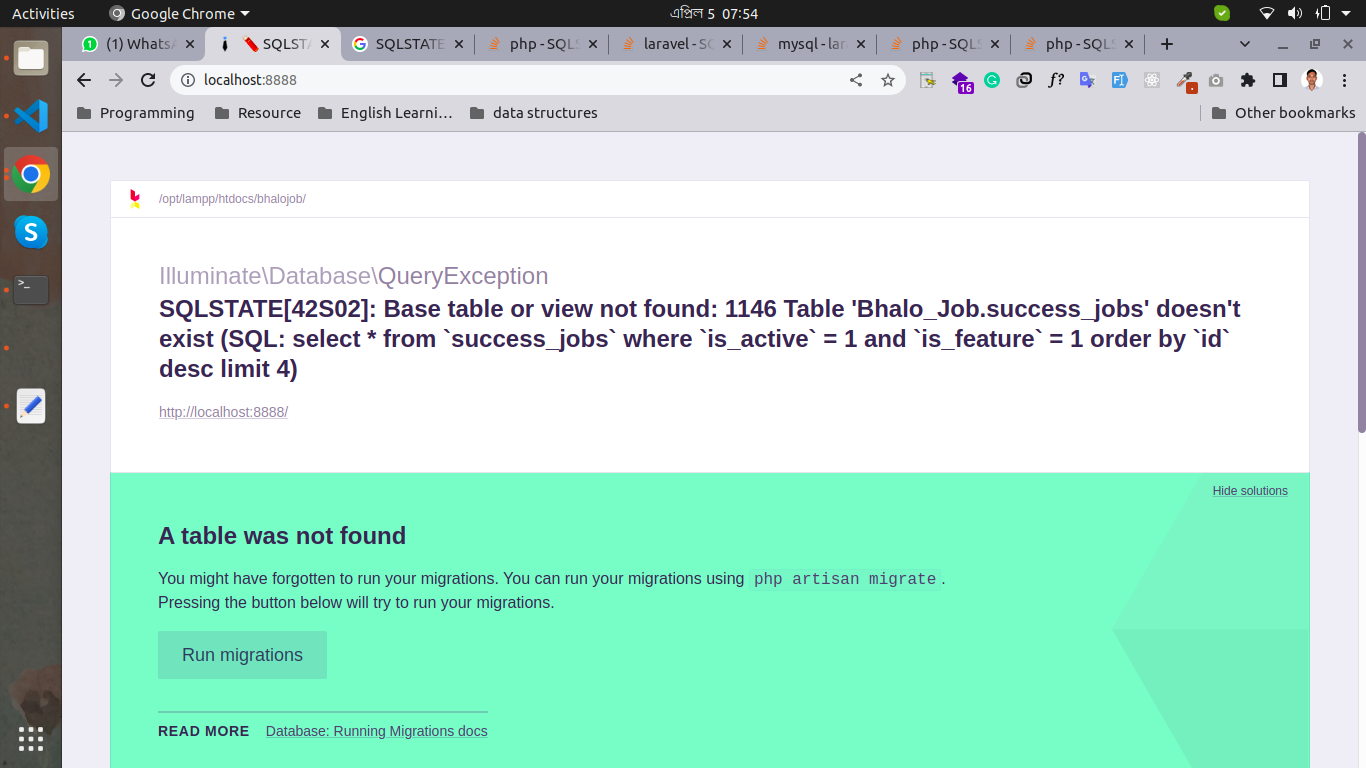 Activities Google Chrome এপ্রিল 5 07:54
(1) WhatsA SQLSTA SQLSTATE php - SQLS laravel - SQ mysql - lar php - SQLS php - SQLS
localhost:8888 16
Programming Resource English Learni… data structures Other bookmarks
/opt/lampp/htdocs/bhalojob/
Illuminate\Database\QueryException
SQLSTATE[42S02]: Base table or view not found: 1146 Table 'Bhalo_Job.success_jobs' doesn't
exist (SQL: select * from `success_jobs` where `is_active` = 1 and `is_feature` = 1 order by `id`
desc limit 4)
http://localhost:8888/
Hide solutions
A table was not found
You might have forgotten to run your migrations. You can run your migrations using php artisan migrate.
Pressing the button below will try to run your migrations.
Run migrations
READ MORE Database: Running Migrations docs